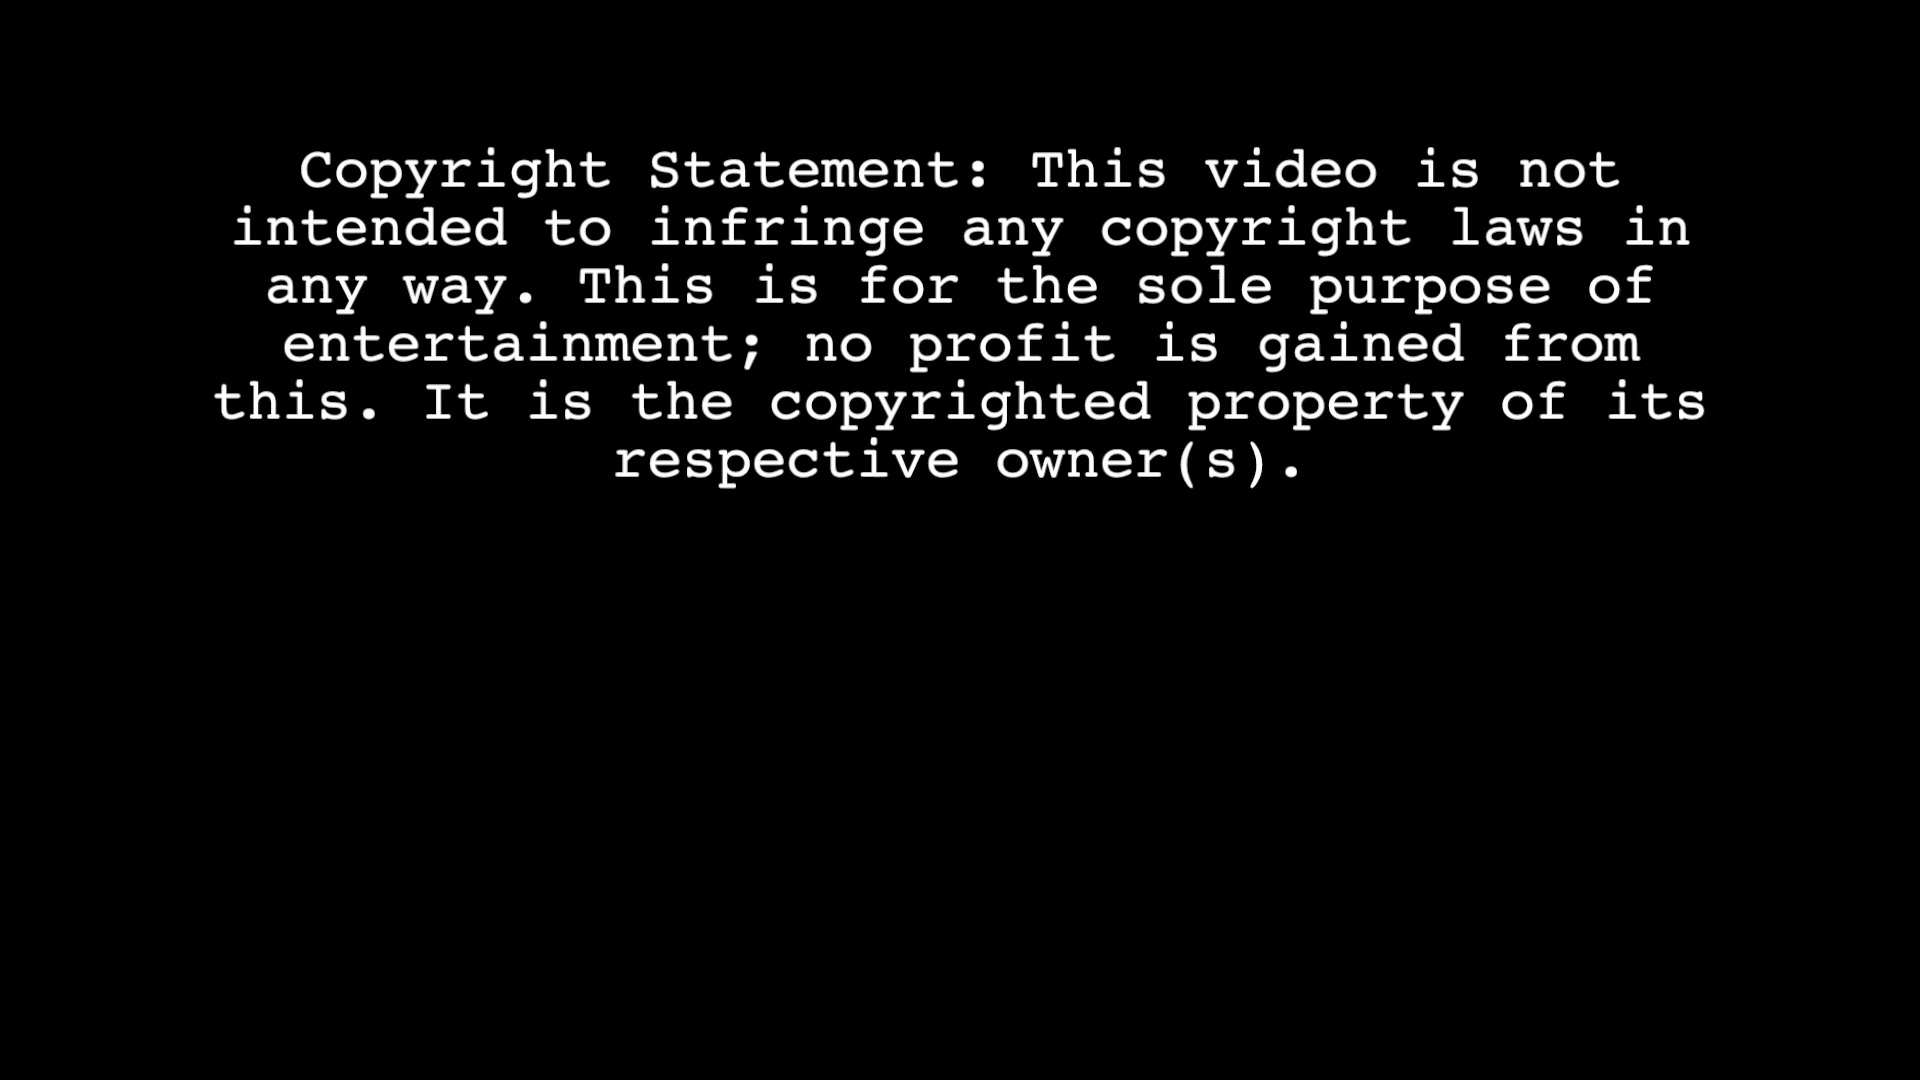 Copyright Statement: This video is not
intended to infringe any copyright laws in
any way. This is for the sole purpose of
entertainment; no profit is gained from
this. It is the copyrighted property of its
respective owner(s).